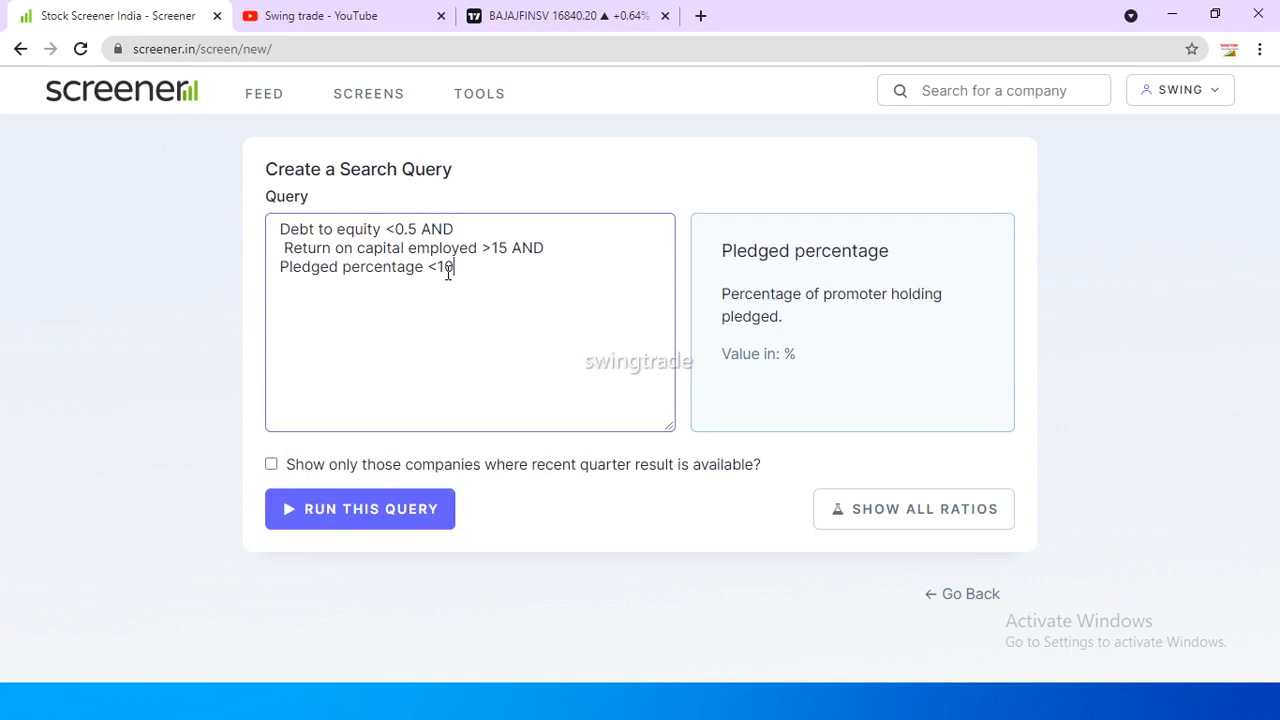 Stock Screener India - Screener
Swing trade - YouTube
BAJAJFINSV 16840.20 ▲ +0.64%
screener.in/screen/new/
screener
FEED
SCREENS
TOOLS
Search for a company
SWING
Create a Search Query
Query
Debt to equity <0.5 AND
Return on capital employed >15 AND
Pledged percentage <10
Pledged percentage
Percentage of promoter holding
pledged.
Value in: %
swingtrade
Show only those companies where recent quarter result is available?
RUN THIS QUERY
SHOW ALL RATIOS
← Go Back
Activate Windows
Go to Settings to activate Windows.